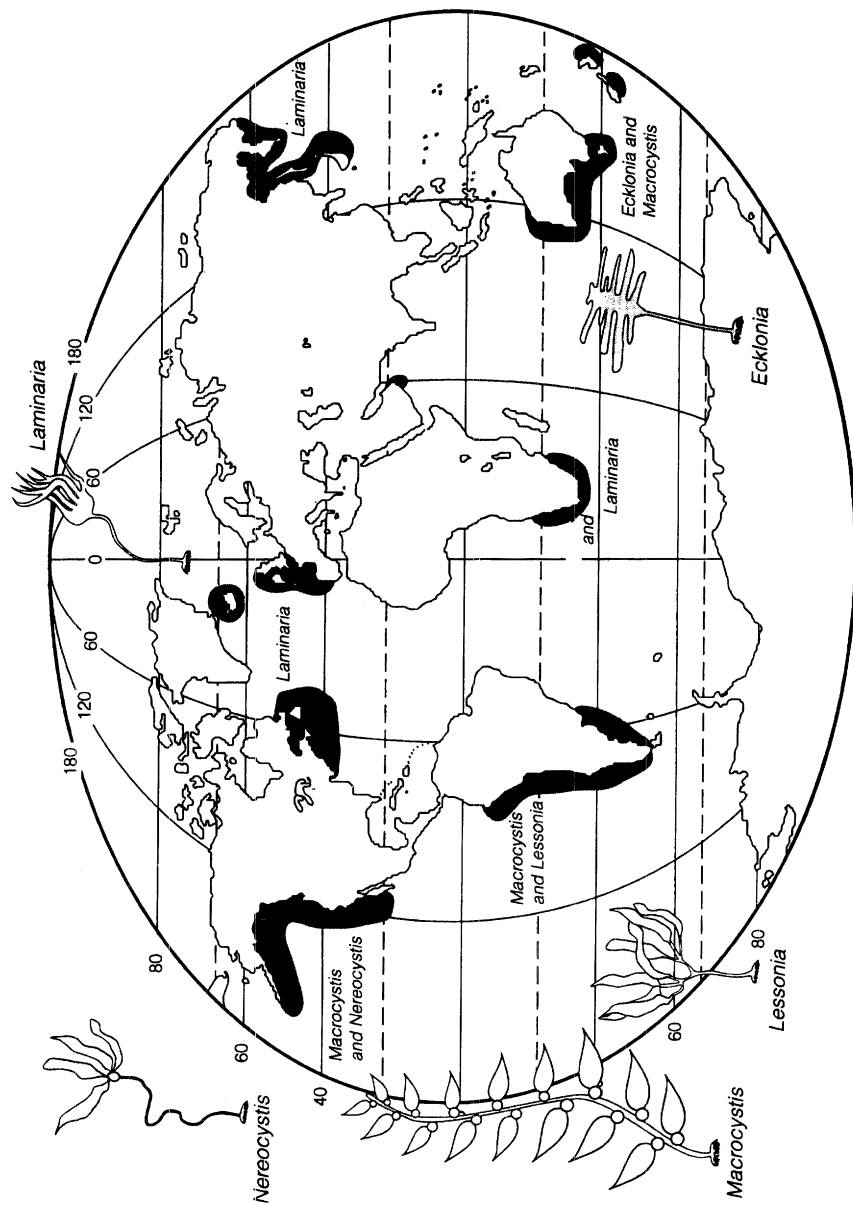 Nereocystis
Laminaria
180
120
60
0
60
120
180
80
60
40
Laminaria
Laminaria
Macrocystis
and Nereocystis
Macrocystis
and Lessonia
and Laminaria
Ecklonia and
Macrocystis
60
80
Macrocystis
Lessonia
Ecklonia